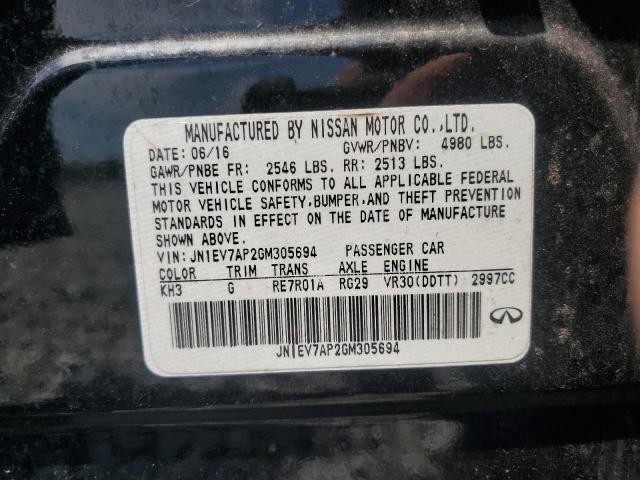 MANUFACTURED BY NISSAN MOTOR CO.,LTD.
DATE: 06/16 GVWR/PNBV: 4980 LBS.
GAWR/PNBE FR: 2546 LBS. RR: 2513 LBS.
THIS VEHICLE CONFORMS TO ALL APPLICABLE FEDERAL
MOTOR VEHICLE SAFETY,BUMPER,AND THEFT PREVENTION
STANDARDS IN EFFECT ON THE DATE OF MANUFACTURE
SHOWN ABOVE.
VIN: JN1EV7AP2GM305694 PASSENGER CAR
COLOR TRIM TRANS AXLE ENGINE
KH3 G RE7R01A RG29 VR30(DDTT) 2997CC
JN1EV7AP2GM305694